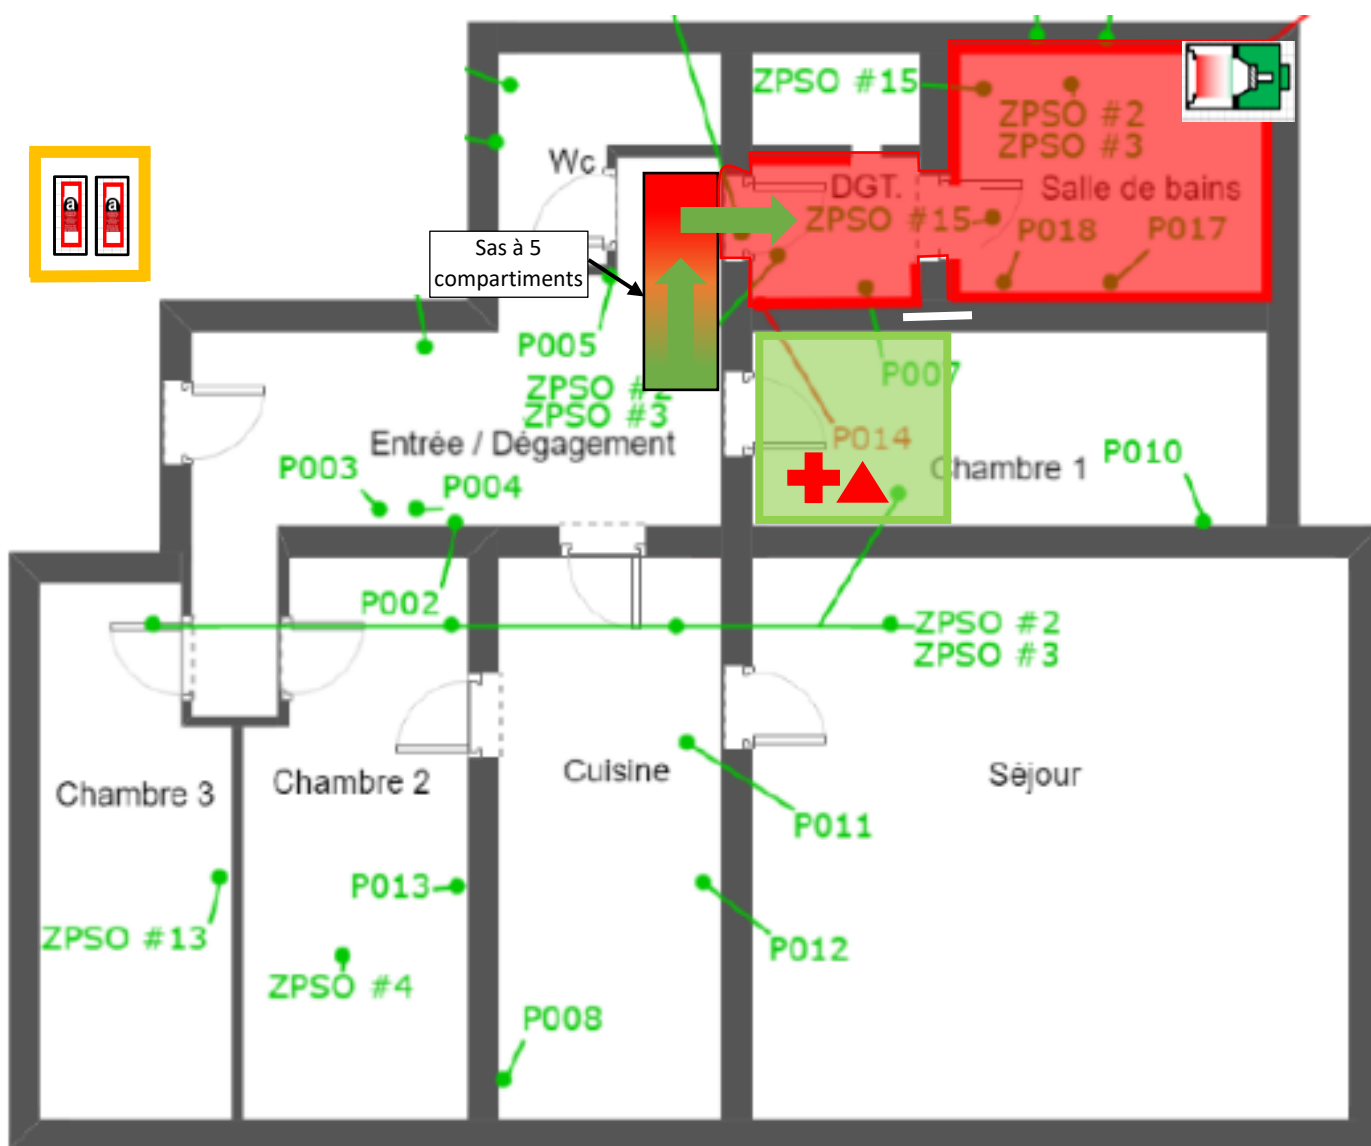 ZPSO #15
ZPSO #2
ZPSO #3
Wc
DGT.
Salle de bains
ZPSO #15
P018
P017
a
a
Sas à 5
compartiments
P005
P007
ZPSO #2
ZPSO #3
Entrée / Dégagement
P014
Chambre 1
P010
P003
P004
P002
ZPSO #2
ZPSO #3
Chambre 3
Chambre 2
Cuisine
Séjour
P011
P013
ZPSO #13
P012
ZPSO #4
P008